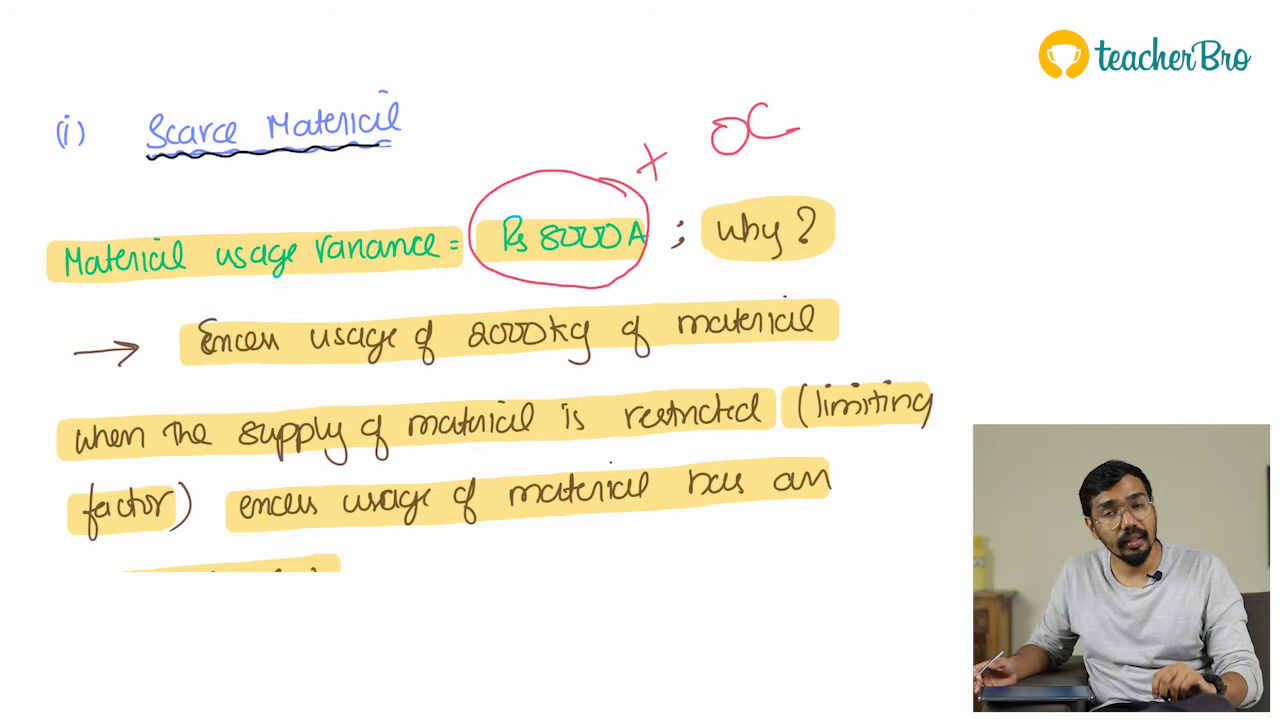 teacherBro
(i) Scarce Material
+ OC
Material usage variance = Rs 8000 A ; why?
→ Excess usage of 2000kg of material
when the supply of material is restricted (limiting
factor) excess usage of material has an